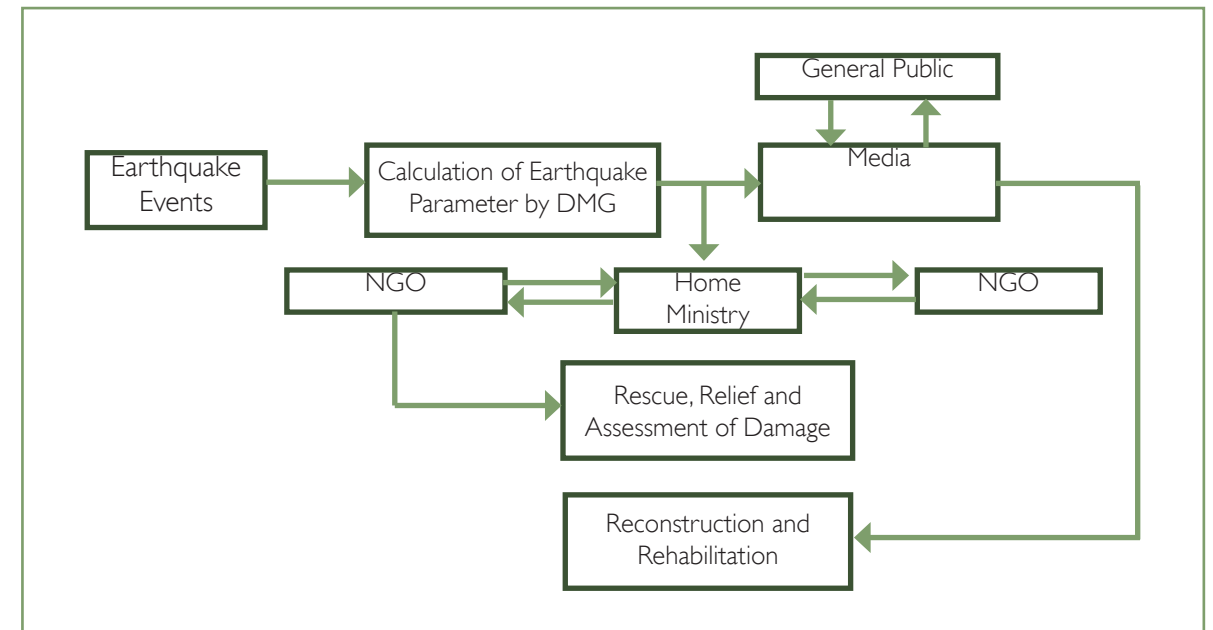 General Public
Earthquake
Events
Calculation of Earthquake
Parameter by DMG
Media
NGO
Home
Ministry
NGO
Rescue, Relief and
Assessment of Damage
Reconstruction and
Rehabilitation